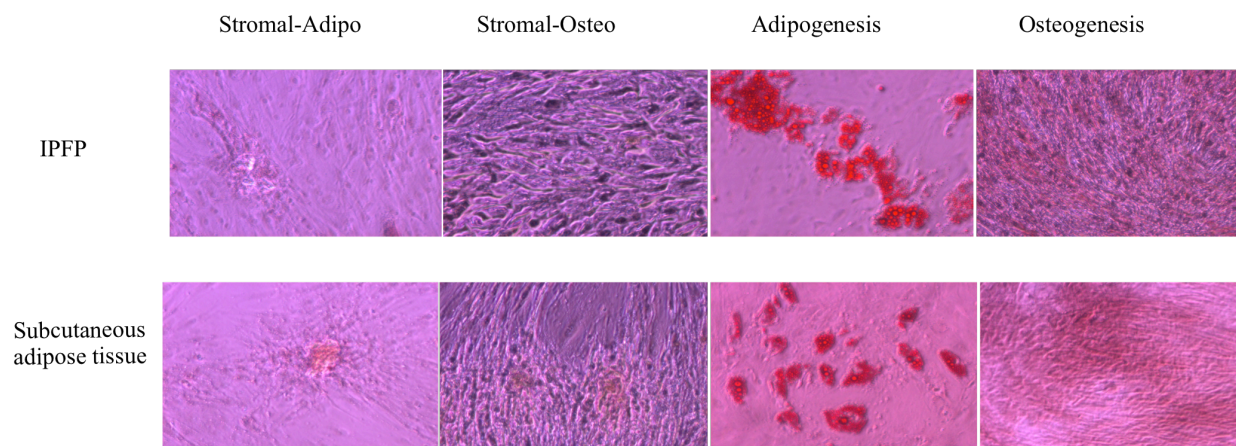 Stromal-Adipo Stromal-Osteo Adipogenesis Osteogenesis
IPFP
Subcutaneous
adipose tissue